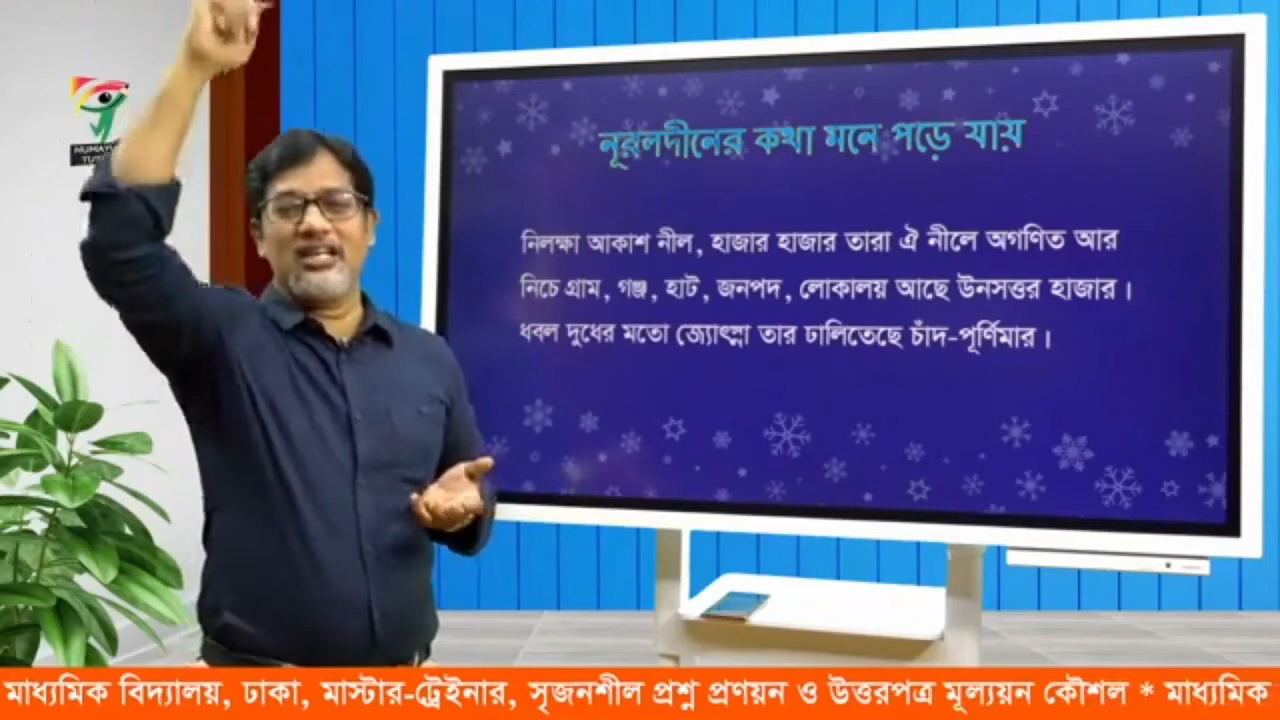 নূরলদীনের কথা মনে পড়ে যায়
নিলক্ষা আকাশ নীল, হাজার হাজার তারা ঐ নীলে অগণিত আর
নিচে গ্রাম, গঞ্জ, হাট, জনপদ, লোকালয় আছে উনসত্তর হাজার।
ধবল দুধের মতো জ্যোৎস্না তার ঢালিতেছে চাঁদ-পূর্ণিমার।
মাধ্যমিক বিদ্যালয়, ঢাকা, মাস্টার-ট্রেইনার, সৃজনশীল প্রশ্ন প্রণয়ন ও উত্তরপত্র মূল্যয়ন কৌশল * মাধ্যমিক